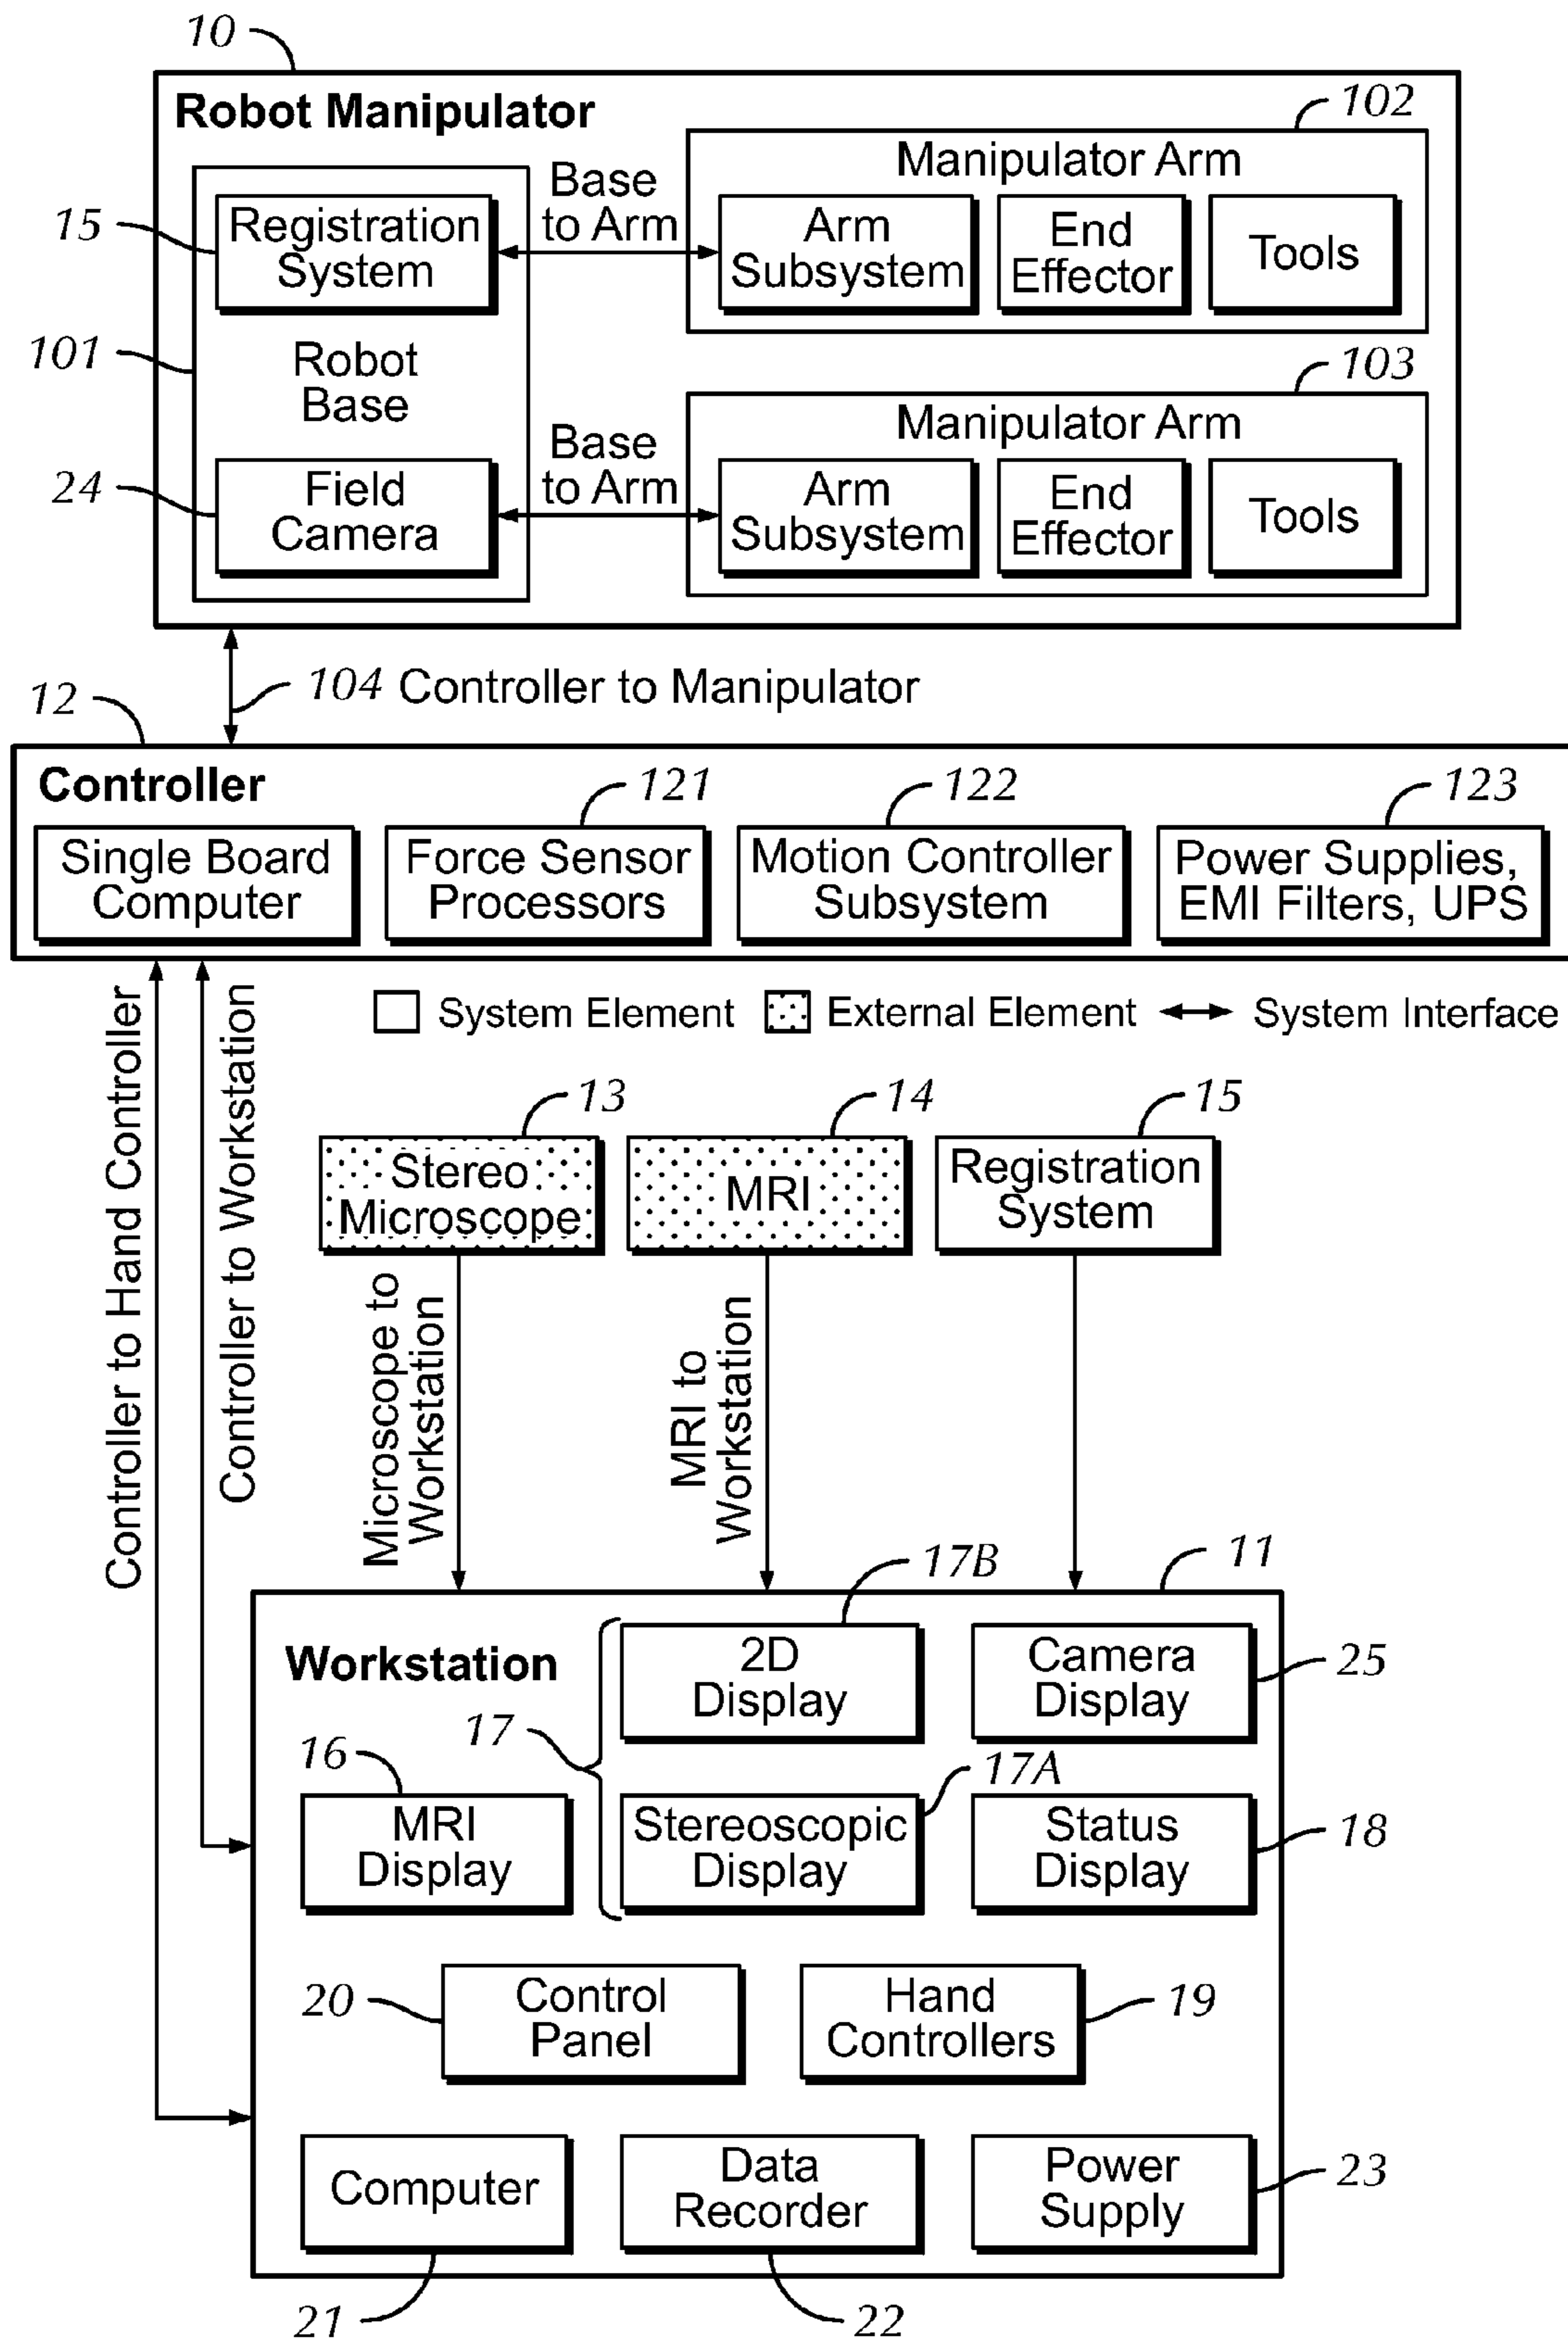 10
Robot Manipulator
102
Manipulator Arm
Base
to Arm
15
Registration
System
Arm
Subsystem
End
Effector
Tools
101
Robot
Base
103
Manipulator Arm
Base
to Arm
24
Field
Camera
Arm
Subsystem
End
Effector
Tools
104 Controller to Manipulator
12
Controller
121
122
123
Single Board
Computer
Force Sensor
Processors
Motion Controller
Subsystem
Power Supplies,
EMI Filters, UPS
System Element
External Element
System Interface
Controller to Hand Controller
Controller to Workstation
13
14
15
Stereo
Microscope
MRI
Registration
System
Microscope to
Workstation
MRI to
Workstation
11
17B
Workstation
2D
Display
Camera
Display
25
17
16
17A
MRI
Display
Stereoscopic
Display
Status
Display
18
20
Control
Panel
Hand
Controllers
19
Computer
Data
Recorder
Power
Supply
23
21
22